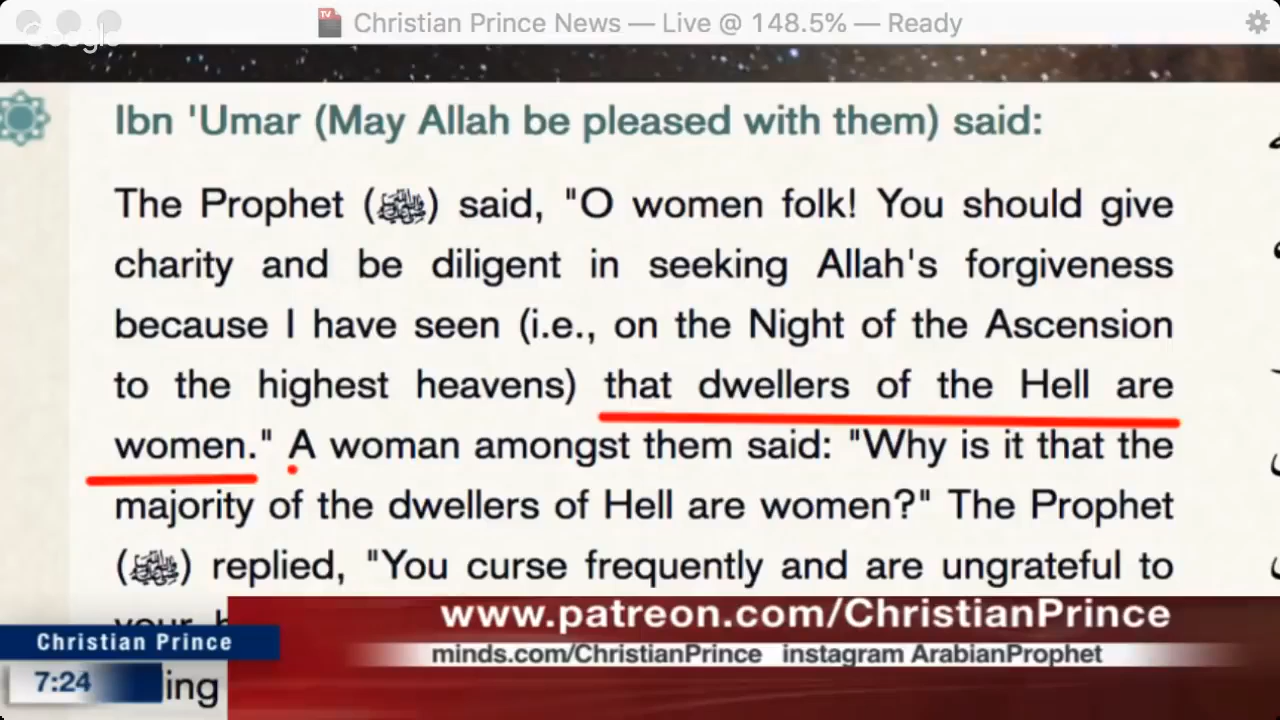 Christian Prince News — Live @ 148.5% — Ready
Google
Ibn 'Umar (May Allah be pleased with them) said:
The Prophet (ﷺ) said, "O women folk! You should give
charity and be diligent in seeking Allah's forgiveness
because I have seen (i.e., on the Night of the Ascension
to the highest heavens) that dwellers of the Hell are
women." A woman amongst them said: "Why is it that the
majority of the dwellers of Hell are women?" The Prophet
(ﷺ) replied, "You curse frequently and are ungrateful to
www.patreon.com/ChristianPrince
Christian Prince
minds.com/ChristianPrince instagram ArabianProphet
7:24
ing